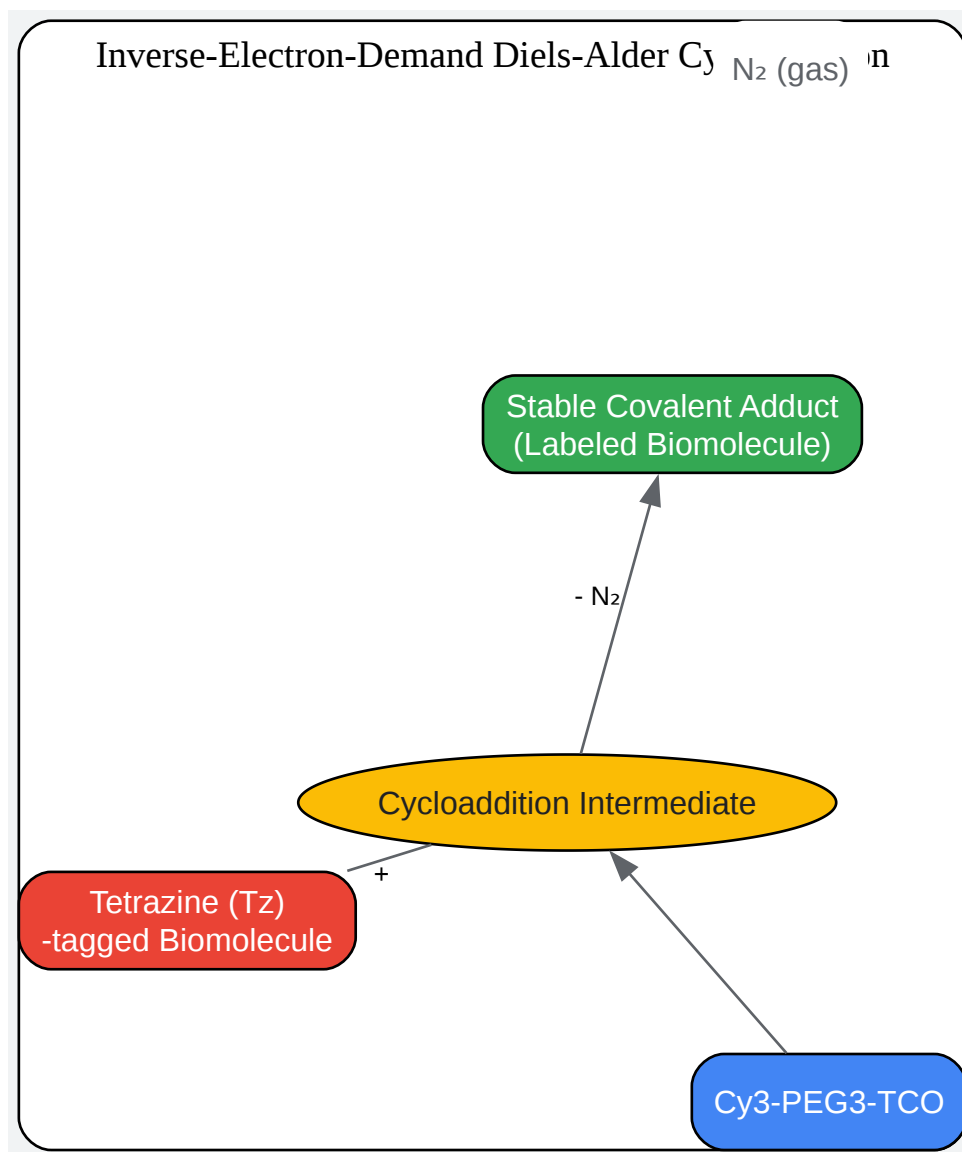 Inverse-Electron-Demand Diels-Alder
N₂ (gas)
Stable Covalent Adduct
(Labeled Biomolecule)
- N₂
Cycloaddition Intermediate
+
Tetrazine (Tz)
-tagged Biomolecule
Cy3-PEG3-TCO